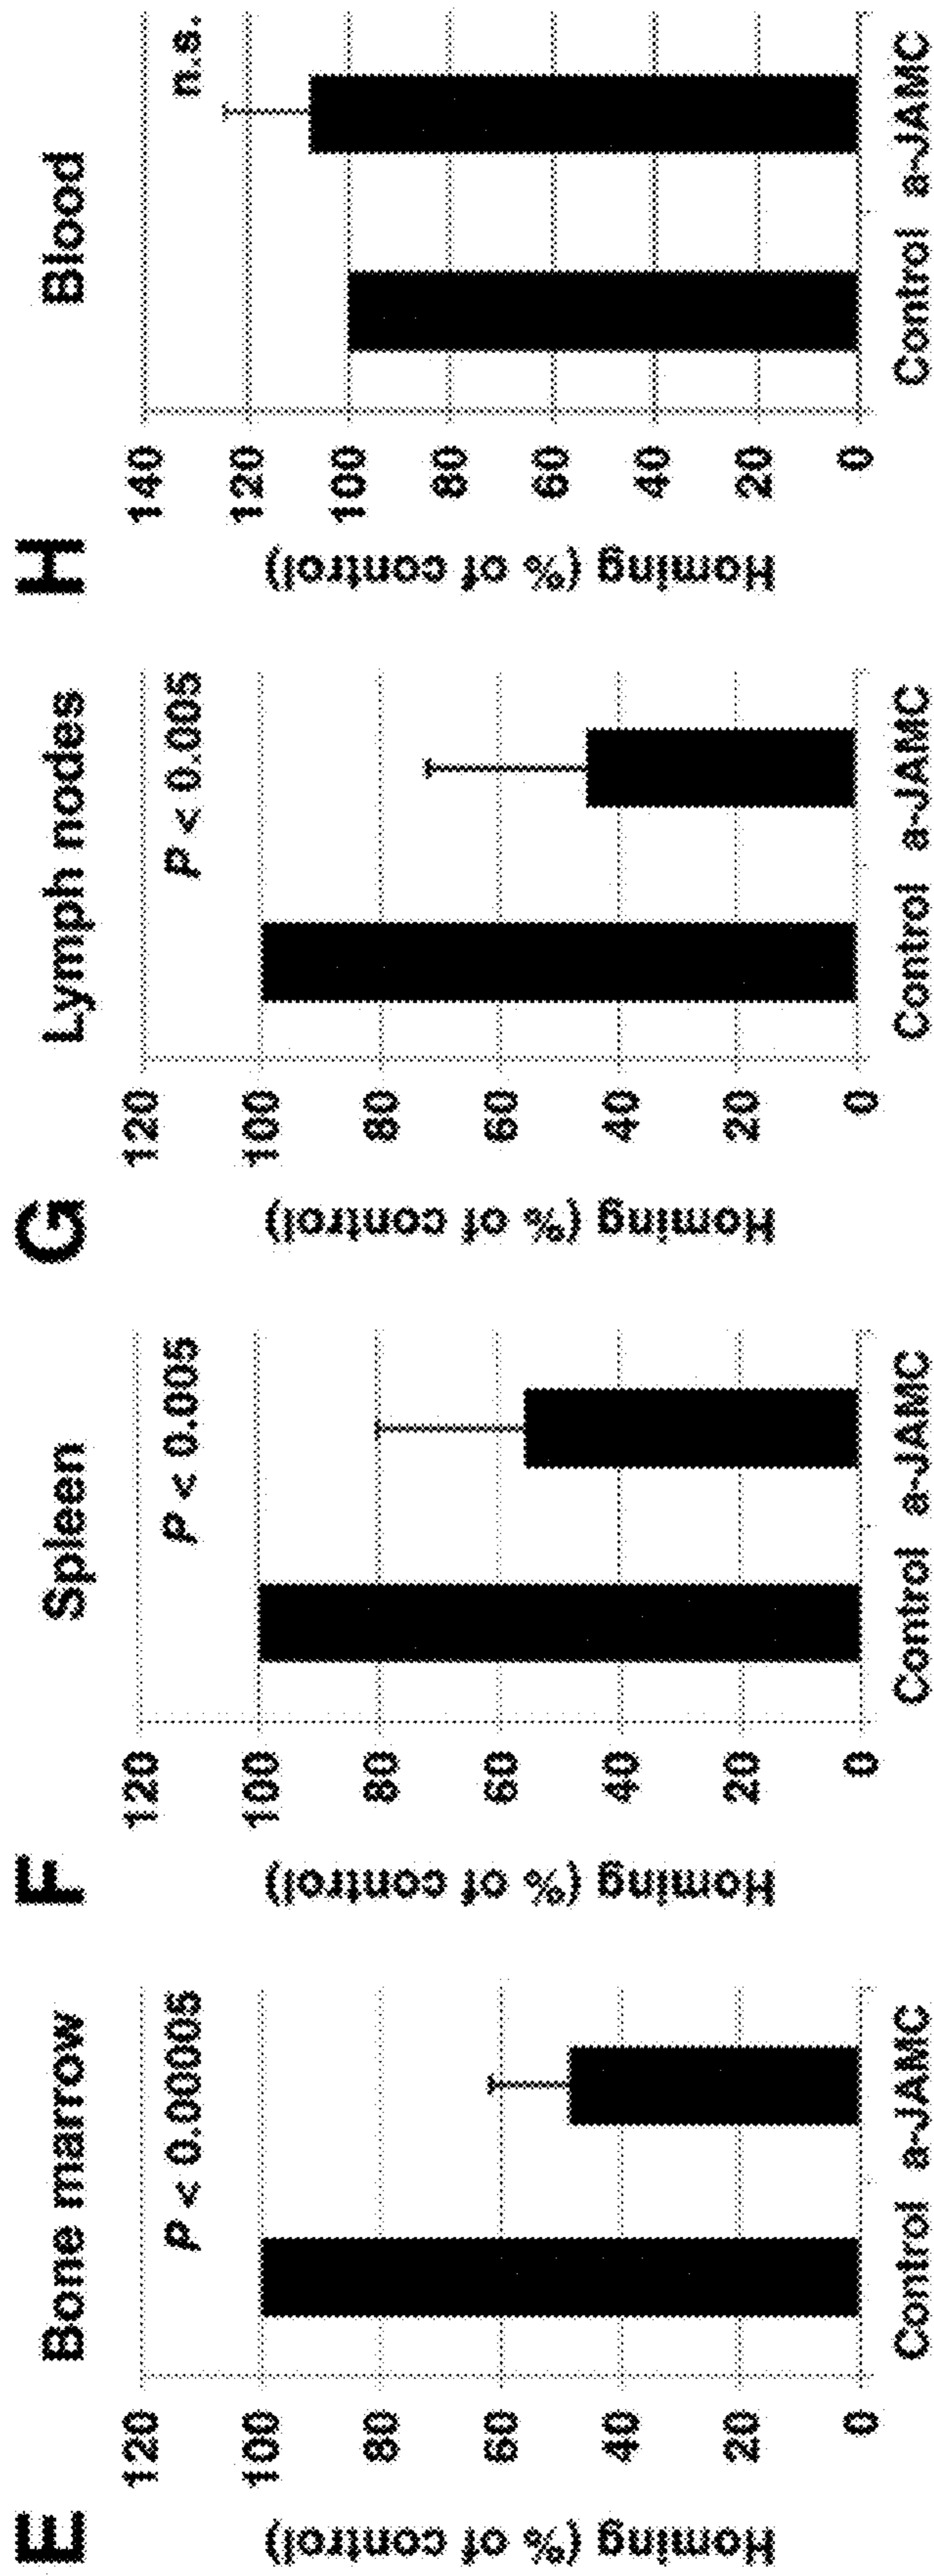 E
Bone marrow
P < 0.00005
Homing (% of control)
120
100
80
60
40
20
0
Control a-JAMC
F
Spleen
P < 0.005
Homing (% of control)
120
100
80
60
40
20
0
Control a-JAMC
G
Lymph nodes
P < 0.005
Homing (% of control)
120
100
80
60
40
20
0
Control a-JAMC
H
Blood
n.s.
Homing (% of control)
140
120
100
80
60
40
20
0
Control a-JAMC